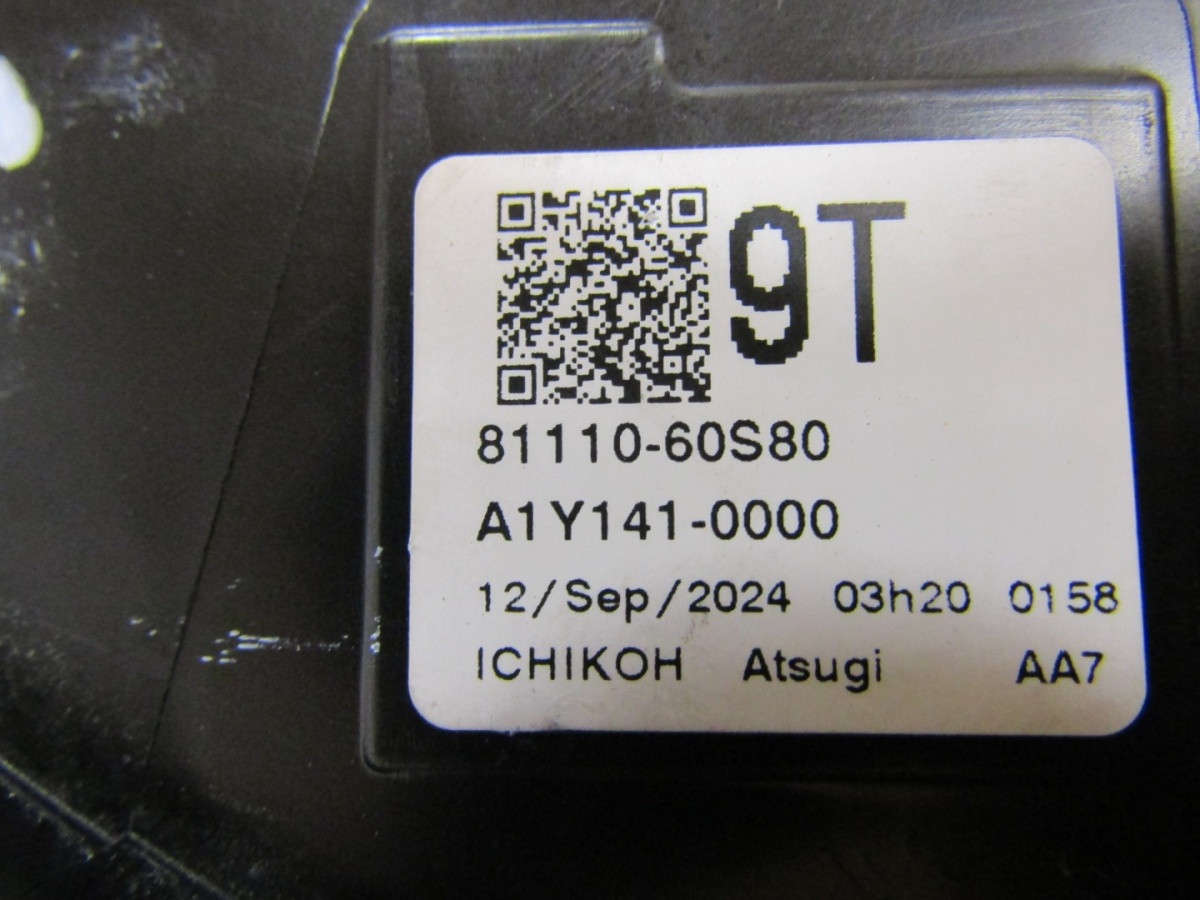 9T
81110-60S80
A1Y141-0000
12/Sep/2024 03h20 0158
ICHIKOH Atsugi AA7